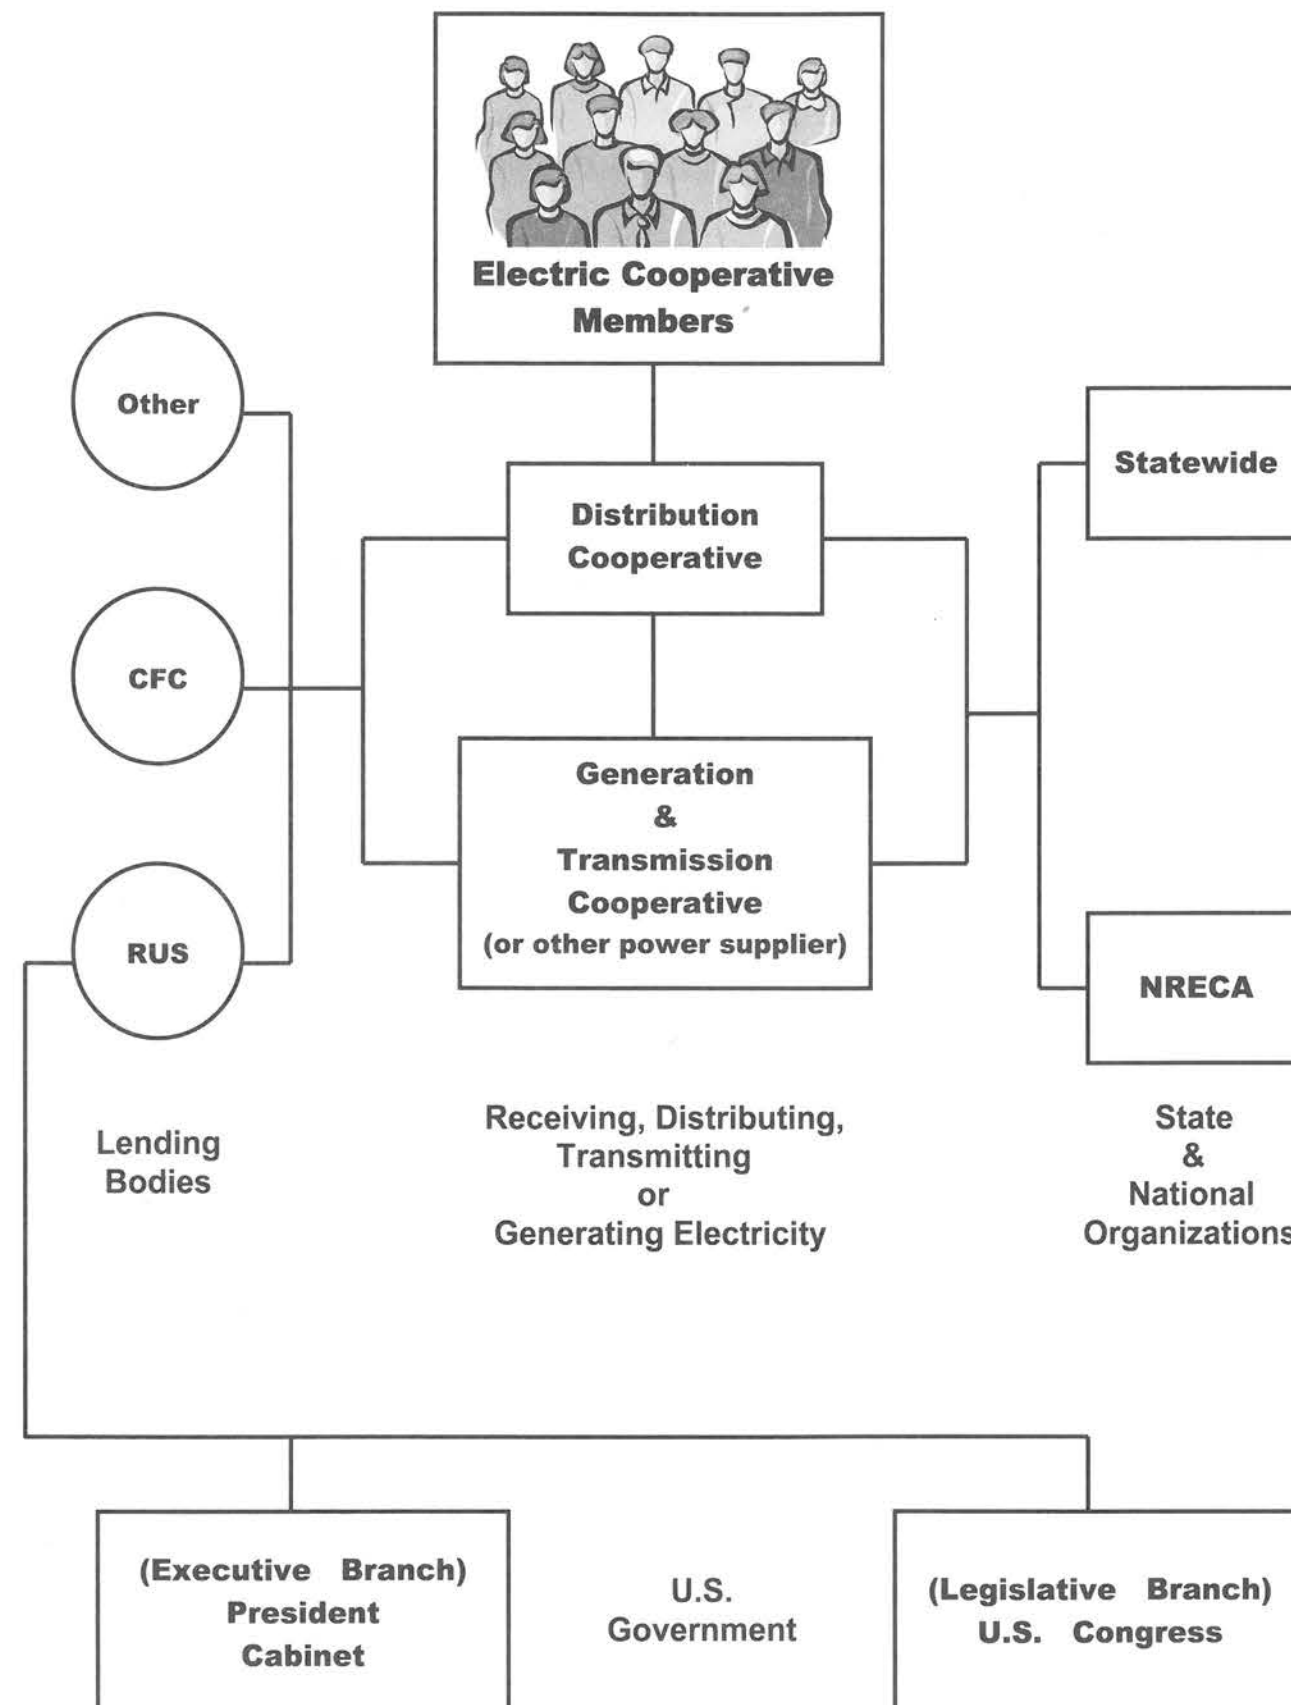 Electric Cooperative
Members
Other
Statewide
Distribution
Cooperative
CFC
Generation
&
Transmission
Cooperative
(or other power supplier)
RUS
NRECA
Lending
Bodies
Receiving, Distributing,
Transmitting
or
Generating Electricity
State
&
National
Organizations
(Executive Branch)
President
Cabinet
U.S.
Government
(Legislative Branch)
U.S. Congress